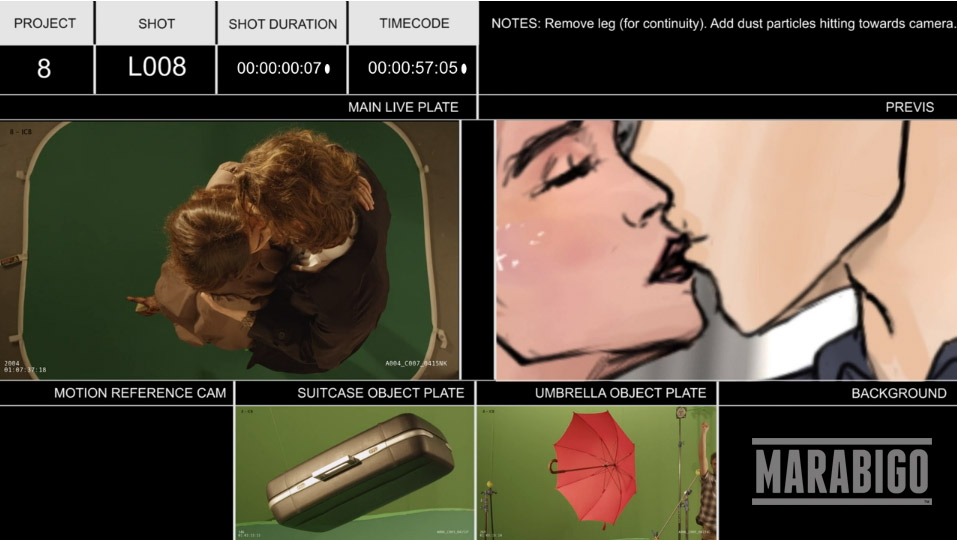 PROJECT SHOT SHOT DURATION TIMECODE
NOTES: Remove leg (for continuity). Add dust particles hitting towards camera.
8 L008 00:00:00:07 00:00:57:05
MAIN LIVE PLATE PREVIS
8 - ICB
2004
01:07:37:18 A004_C007_0415NK
MOTION REFERENCE CAM SUITCASE OBJECT PLATE UMBRELLA OBJECT PLATE BACKGROUND
MARABIGO